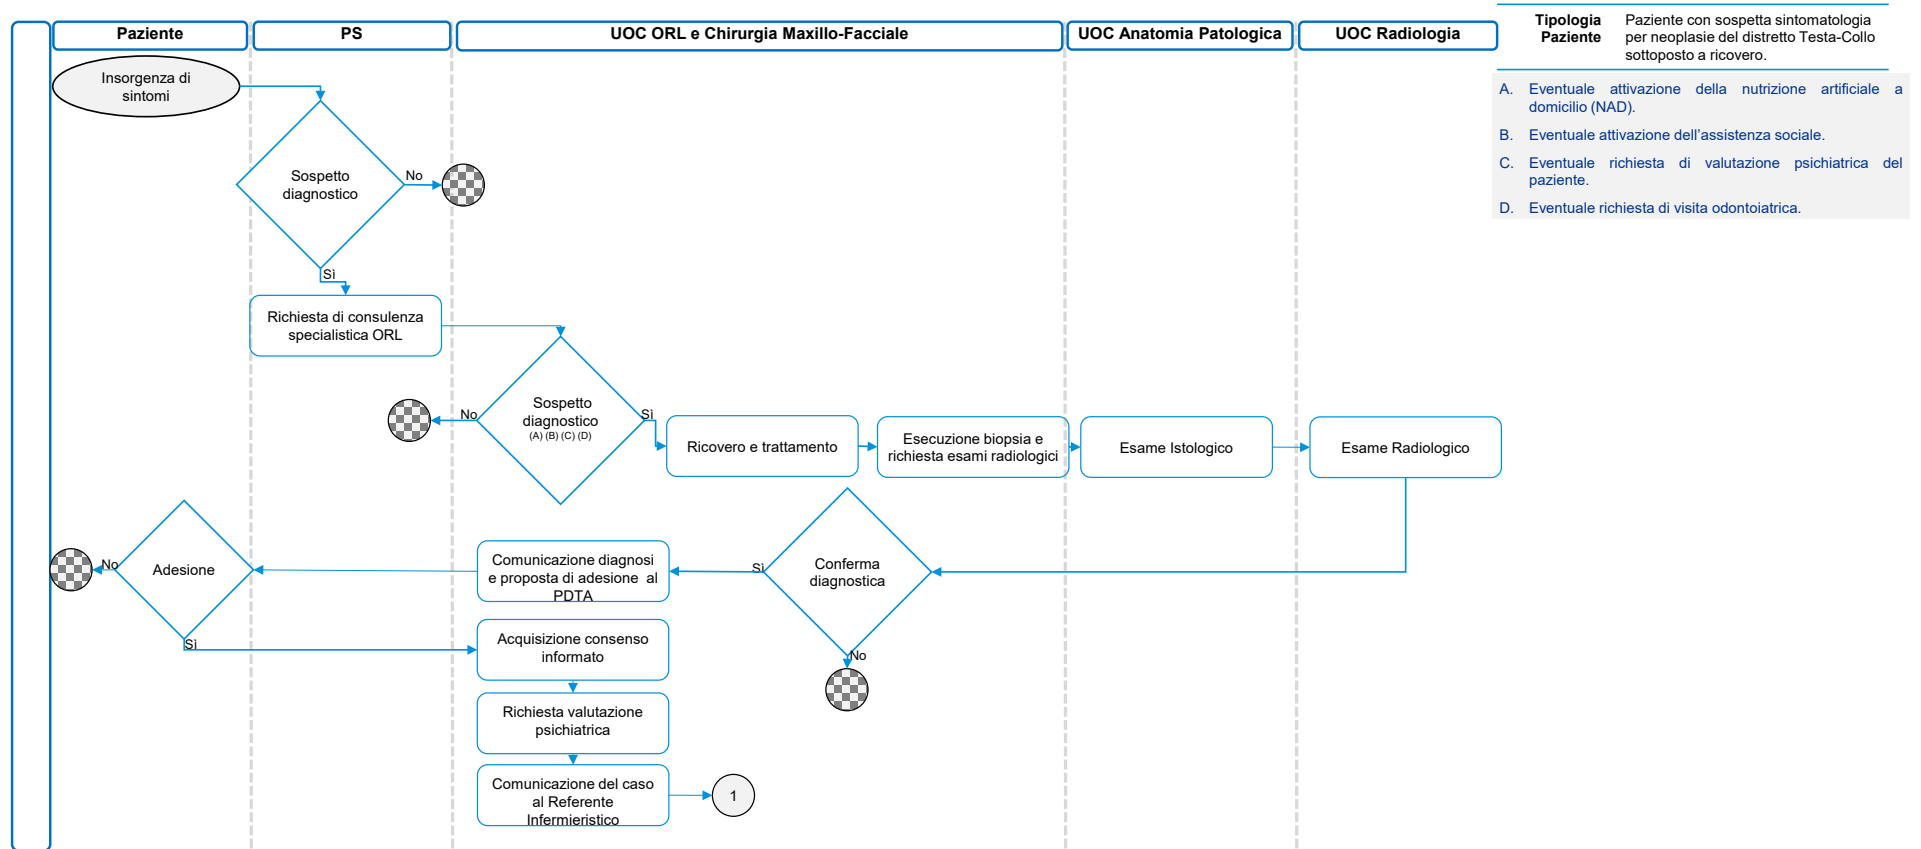 Paziente
PS
UOC ORL e Chirurgia Maxillo-Facciale
UOC Anatomia Patologica
UOC Radiologia
Tipologia
Paziente
Paziente con sospetta sintomatologia
per neoplasie del distretto Testa-Collo
sottoposto a ricovero.
A. Eventuale attivazione della nutrizione artificiale a
domicilio (NAD).
B. Eventuale attivazione dell'assistenza sociale.
C. Eventuale richiesta di valutazione psichiatrica del
paziente.
D. Eventuale richiesta di visita odontoiatrica.
Insorgenza di
sintomi
Sospetto
diagnostico
No
Sì
Richiesta di consulenza
specialistica ORL
Sospetto
diagnostico
(A) (B) (C) (D)
No
Sì
Ricovero e trattamento
Esecuzione biopsia e
richiesta esami radiologici
Esame Istologico
Esame Radiologico
Conferma
diagnostica
Sì
No
Comunicazione diagnosi
e proposta di adesione al
PDTA
Adesione
No
Sì
Acquisizione consenso
informato
Richiesta valutazione
psichiatrica
Comunicazione del caso
al Referente
Infermieristico
1